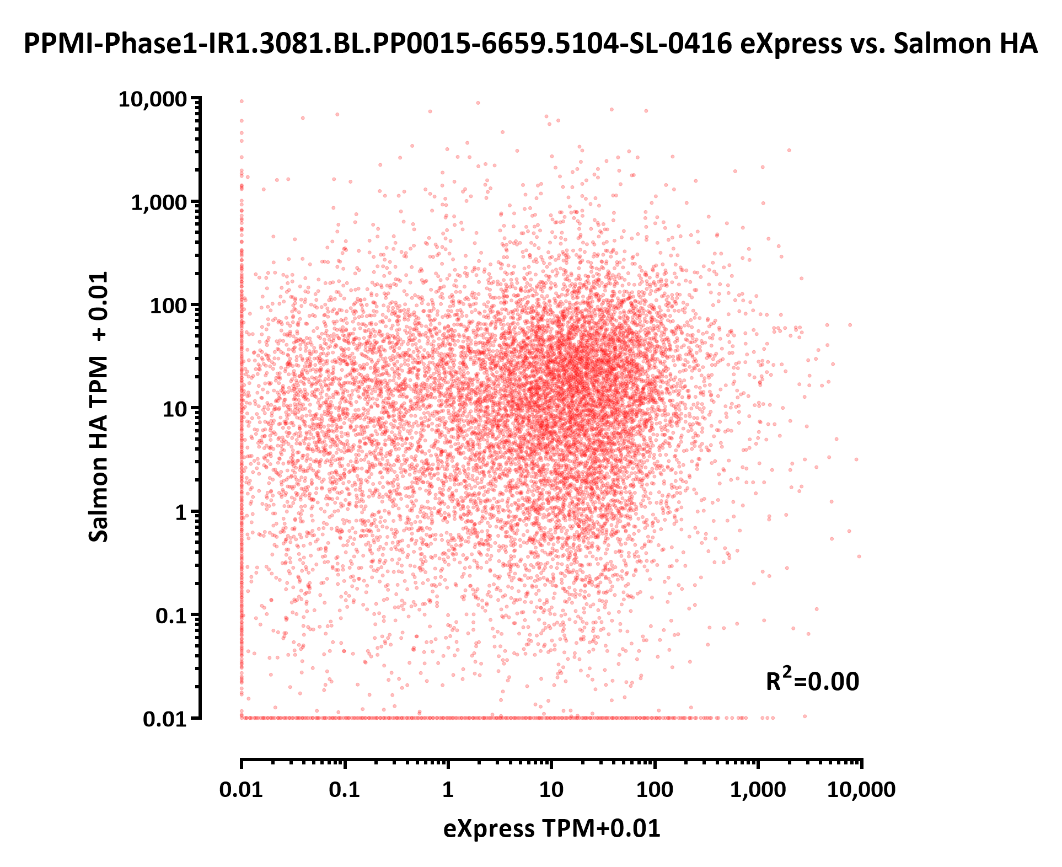 PPMI-Phase1-IR1.3081.BL.PP0015-6659.5104-SL-0416 eXpress vs. Salmon HA
10,000
1,000
100
10
1
0.1
0.01
Salmon HA TPM + 0.01
R²=0.00
0.01 0.1 1 10 100 1,000 10,000
eXpress TPM+0.01